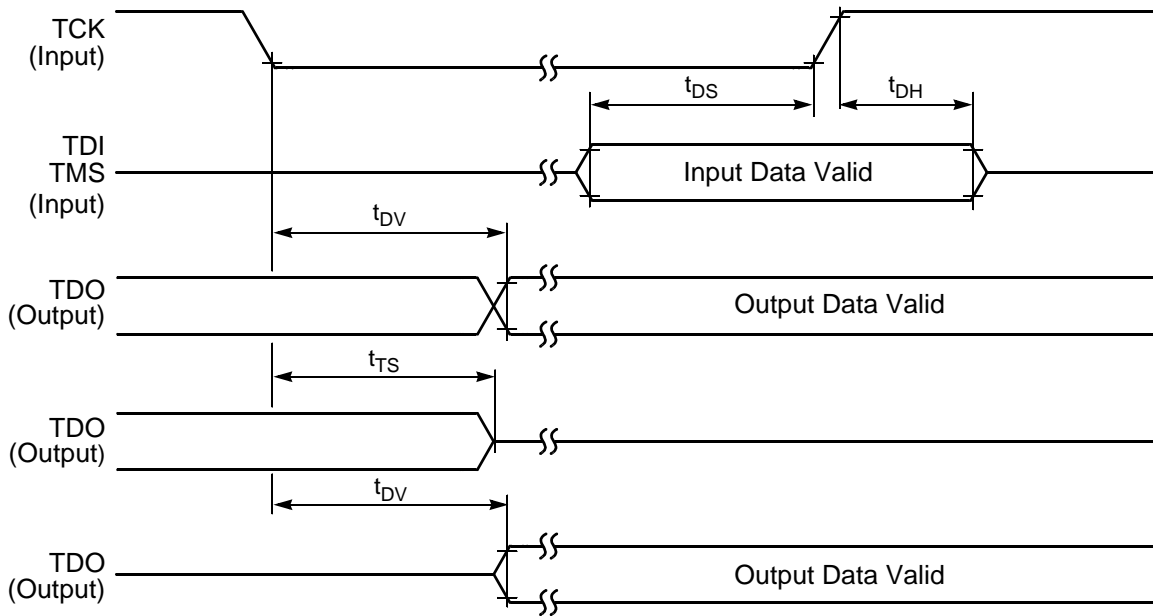 TCK
(Input)
tDS
tDH
TDI
TMS
(Input)
Input Data Valid
tDV
TDO
(Output)
Output Data Valid
tTS
TDO
(Output)
tDV
TDO
(Output)
Output Data Valid